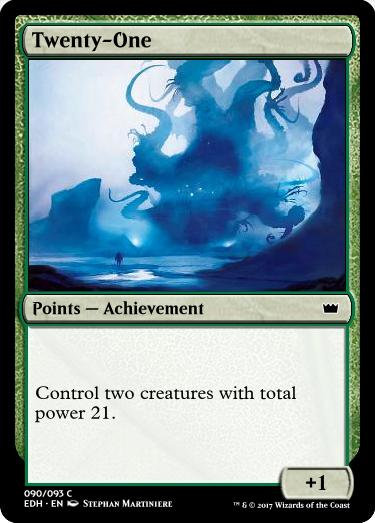 Twenty-One
Points — Achievement
Control two creatures with total
power 21.
+1
090/093 C
EDH • EN Stephan Martiniere
™ & © 2017 Wizards of the Coast